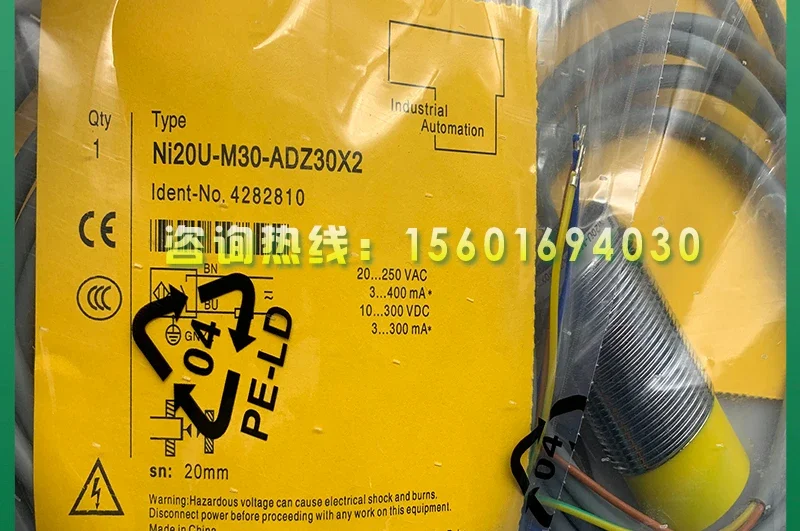 Industrial
Automation
Qty
1
Type
Ni20U-M30-ADZ30X2
Ident-No. 4282810
CE
CCC
咨询热线：15601694030
BN
BU
20...250 VAC
3...400 mA*
10...300 VDC
3...300 mA*
04
PE-LD
04
sn: 20mm
Warning:Hazardous voltage can cause electrical shock and burns.
Disconnect power before proceeding with any work on this equipment.
Made in China